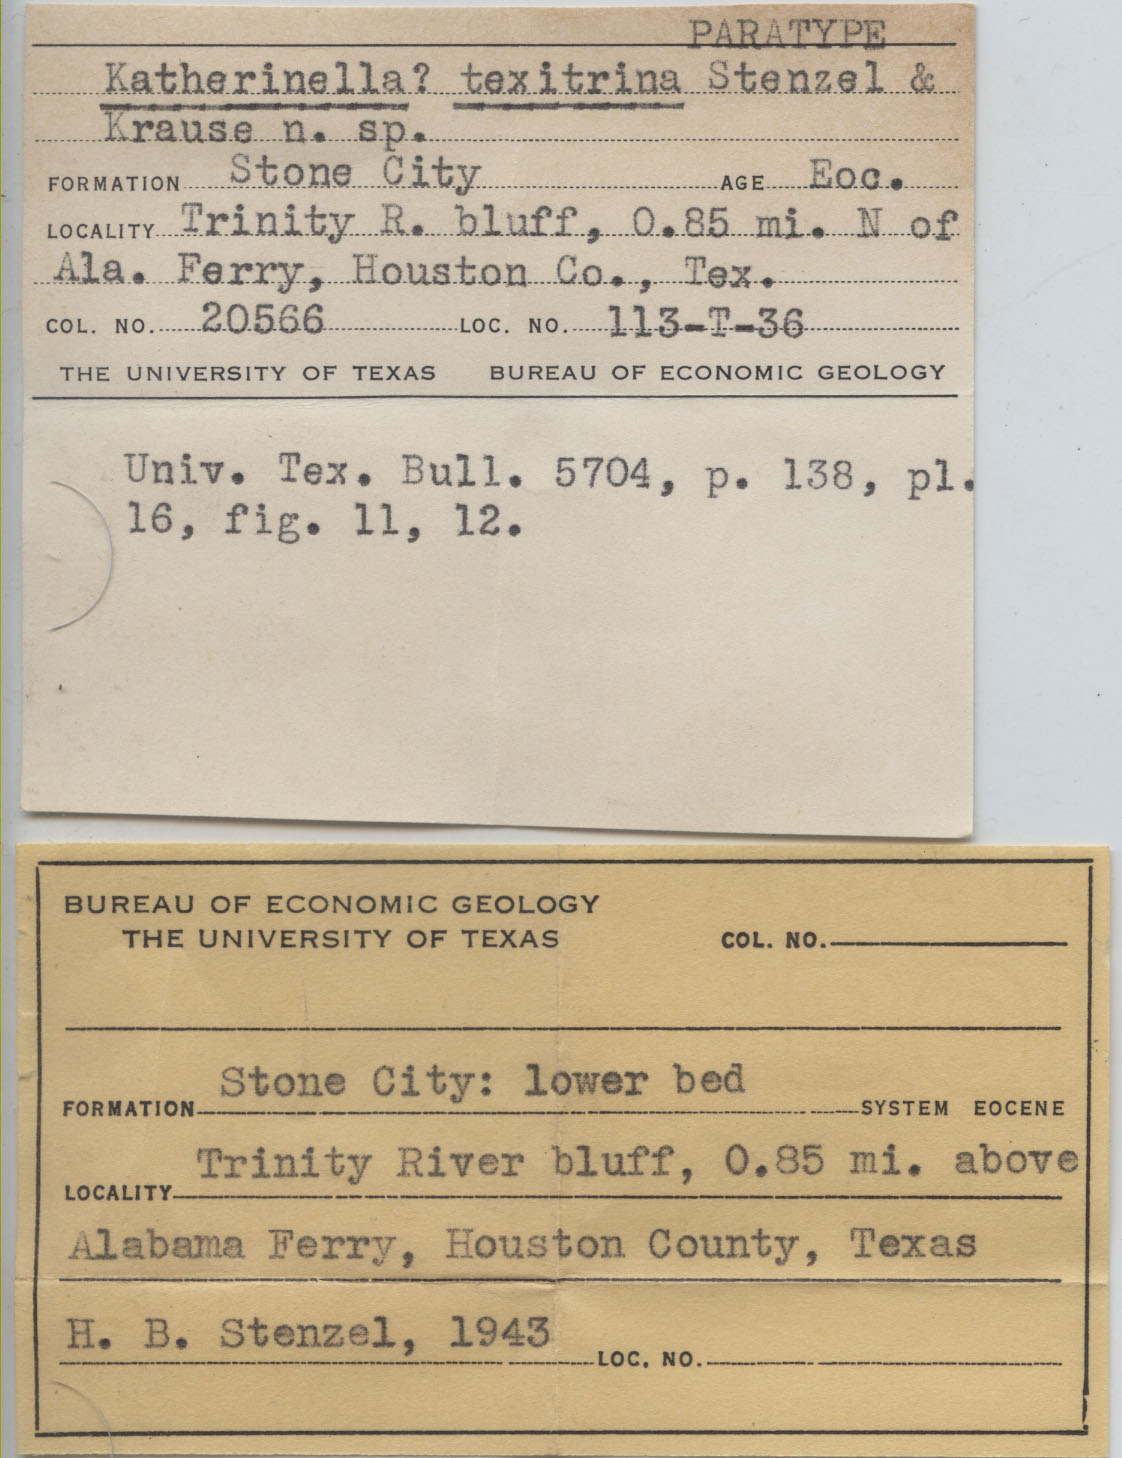 PARATYPE
Katherinella? texitrina Stenzel &
Krause n. sp.
FORMATION Stone City AGE Eoc.
LOCALITY Trinity R. bluff, 0.85 mi. N of
Ala. Ferry, Houston Co., Tex.
COL. NO. 20566 LOC. NO. 113-T-36
THE UNIVERSITY OF TEXAS BUREAU OF ECONOMIC GEOLOGY
Univ. Tex. Bull. 5704, p. 138, pl.
16, fig. 11, 12.
BUREAU OF ECONOMIC GEOLOGY
THE UNIVERSITY OF TEXAS COL. NO.
Stone City: lower bed
FORMATION SYSTEM EOCENE
Trinity River bluff, 0.85 mi. above
LOCALITY
Alabama Ferry, Houston County, Texas
H. B. Stenzel, 1943
LOC. NO.